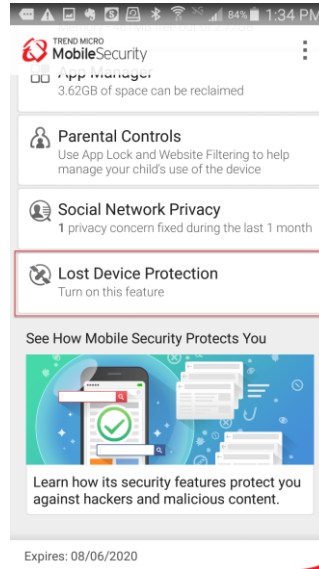 84% 1:34 PM
TREND MICRO
MobileSecurity
App Manager
3.62GB of space can be reclaimed
Parental Controls
Use App Lock and Website Filtering to help
manage your child's use of the device
Social Network Privacy
1 privacy concern fixed during the last 1 month
Lost Device Protection
Turn on this feature
See How Mobile Security Protects You
Learn how its security features protect you
against hackers and malicious content.
Expires: 08/06/2020